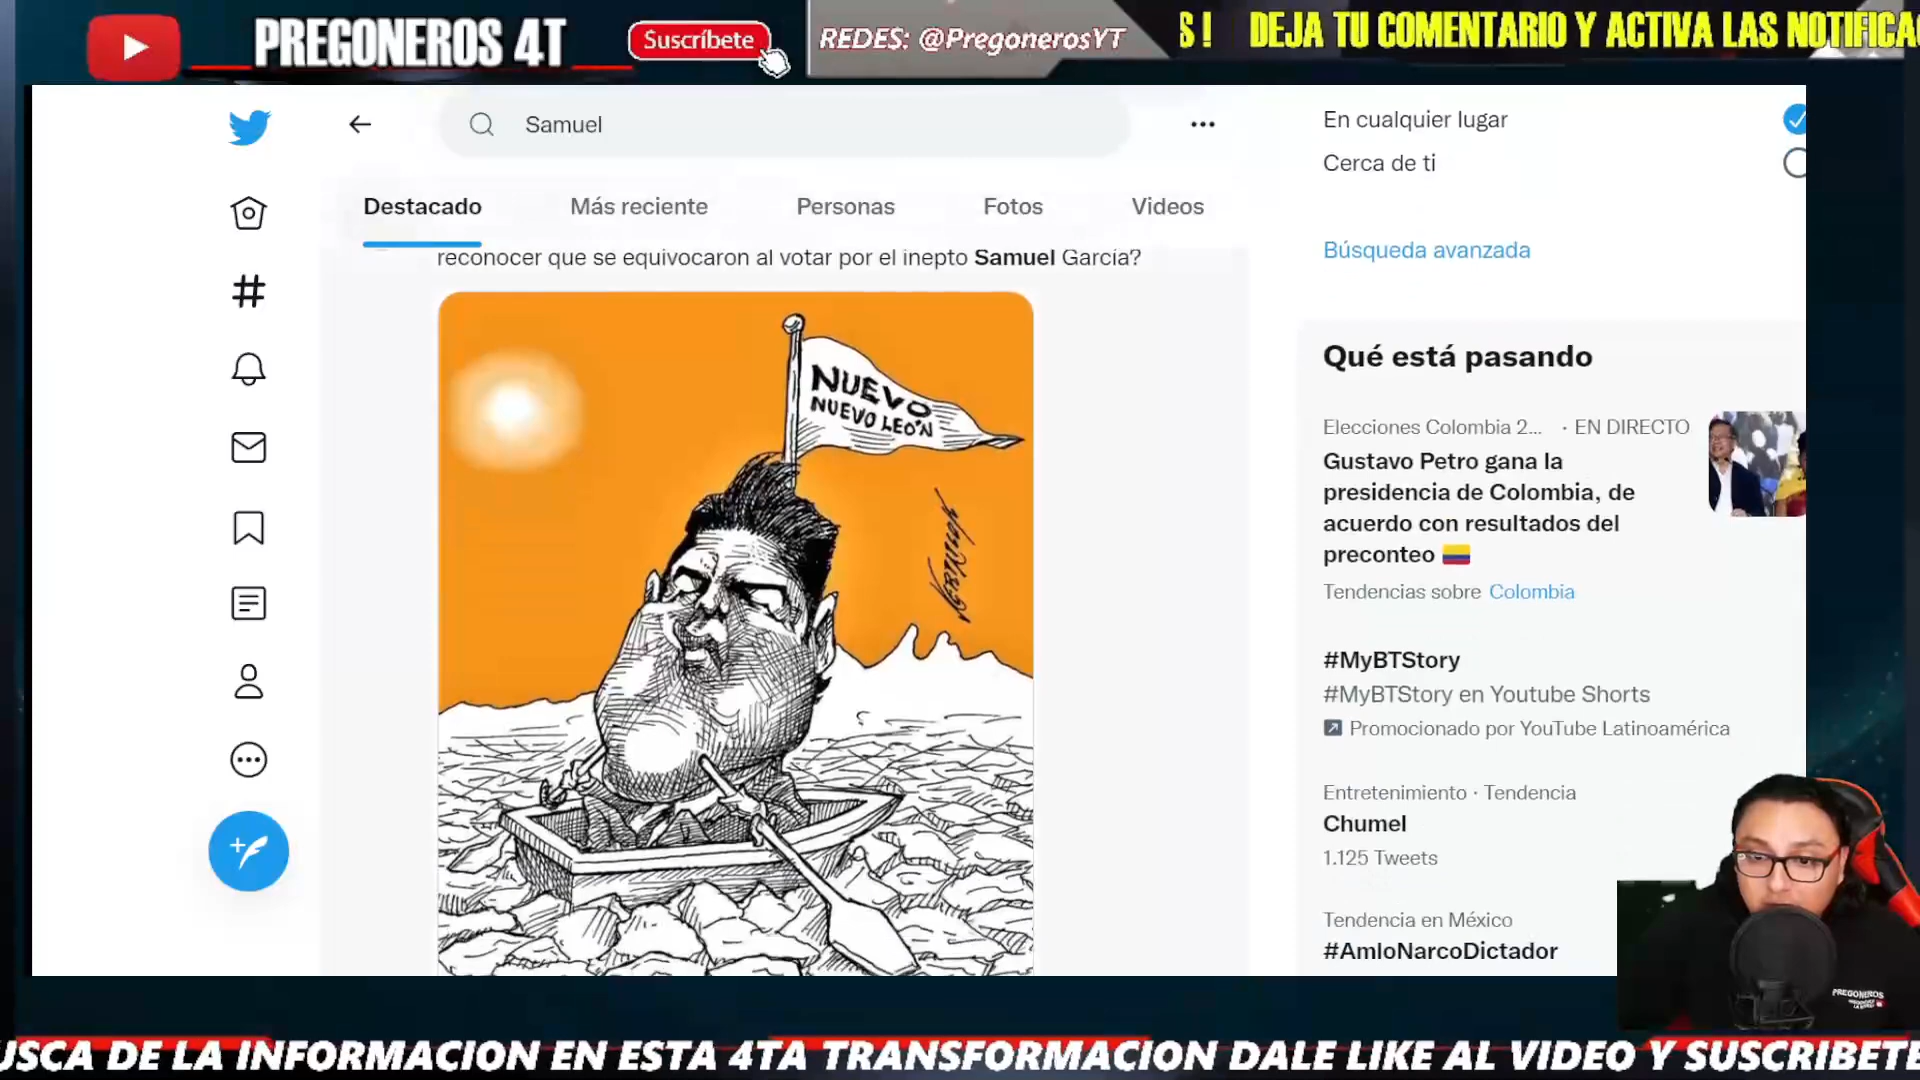 PREGONEROS 4T
Suscríbete
REDES: @PregonerosYT
S ! DEJA TU COMENTARIO Y ACTIVA LAS NOTIFICA
Samuel
Destacado
Más reciente
Personas
Fotos
Videos
reconocer que se equivocaron al votar por el inepto Samuel García?
NUEVO
NUEVO LEÓN
En cualquier lugar
Cerca de ti
Búsqueda avanzada
Qué está pasando
Elecciones Colombia 2... · EN DIRECTO
Gustavo Petro gana la
presidencia de Colombia, de
acuerdo con resultados del
preconteo
Tendencias sobre Colombia
#MyBTStory
#MyBTStory en Youtube Shorts
Promocionado por YouTube Latinoamérica
Entretenimiento · Tendencia
Chumel
1.125 Tweets
Tendencia en México
#AmloNarcoDictador
PREGONEROS
USCA DE LA INFORMACION EN ESTA 4TA TRANSFORMACION DALE LIKE AL VIDEO Y SUSCRIBETE